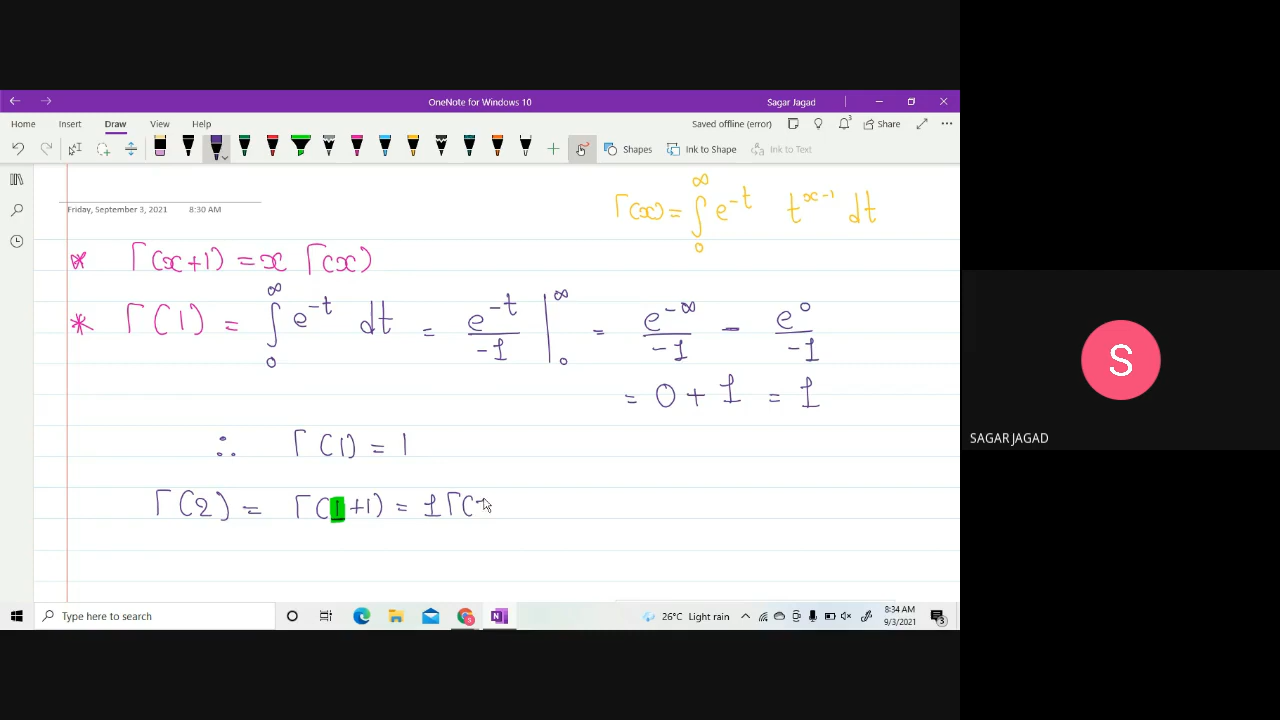 OneNote for Windows 10
Sagar Jagad
Home Insert Draw View Help
Saved offline (error)
3
Share
Shapes
Ink to Shape
Ink to Text
Friday, September 3, 2021 8:30 AM
Γ(x) = ∫₀^∞ e^{-t} t^{x-1} dt
* Γ(x+1) = x Γ(x)
* Γ(1) = ∫₀^∞ e^{-t} dt = e^{-t}/-1 |₀^∞ = e^{-∞}/-1 - e^0/-1
= 0 + 1 = 1
∴ Γ(1) = 1
Γ(2) = Γ(1+1) = 1 Γ(
S
SAGAR JAGAD
Type here to search
26°C Light rain
8:34 AM
9/3/2021
3